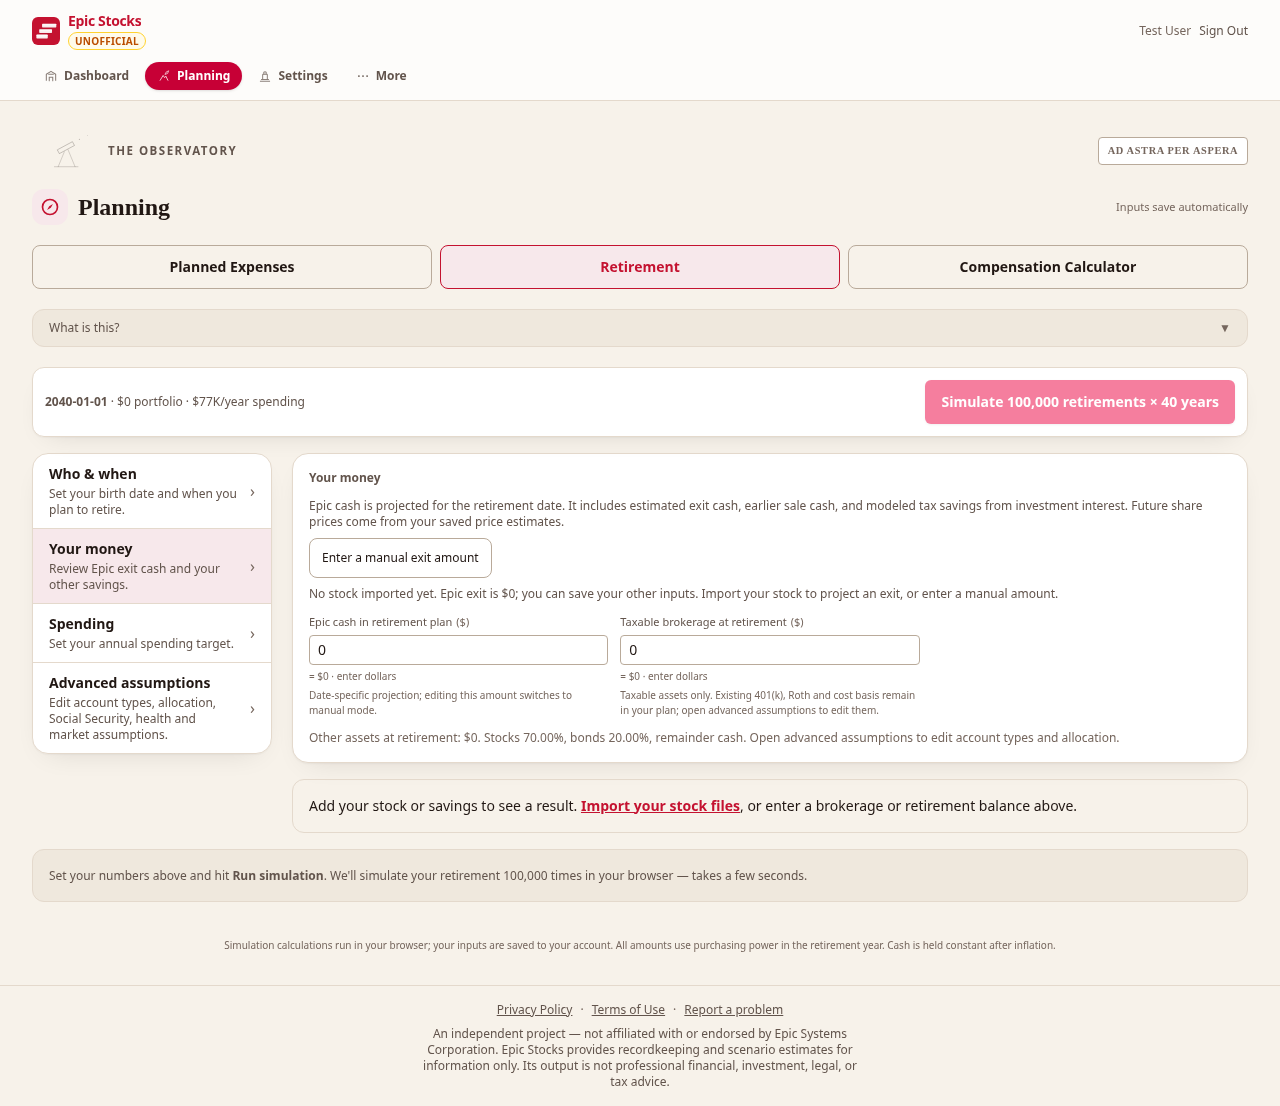 Epic Stocks
UNOFFICIAL
Test User Sign Out
Dashboard Planning Settings More
THE OBSERVATORY
AD ASTRA PER ASPERA
Planning
Inputs save automatically
Planned Expenses Retirement Compensation Calculator
What is this? ▼
2040-01-01 · $0 portfolio · $77K/year spending
Simulate 100,000 retirements × 40 years
Who & when
Set your birth date and when you
plan to retire.
›
Your money
Review Epic exit cash and your
other savings.
›
Spending
Set your annual spending target.
›
Advanced assumptions
Edit account types, allocation,
Social Security, health and
market assumptions.
›
Your money
Epic cash is projected for the retirement date. It includes estimated exit cash, earlier sale cash, and modeled tax savings from investment interest. Future share
prices come from your saved price estimates.
Enter a manual exit amount
No stock imported yet. Epic exit is $0; you can save your other inputs. Import your stock to project an exit, or enter a manual amount.
Epic cash in retirement plan ($)
0
= $0 · enter dollars
Date-specific projection; editing this amount switches to
manual mode.
Taxable brokerage at retirement ($)
0
= $0 · enter dollars
Taxable assets only. Existing 401(k), Roth and cost basis remain
in your plan; open advanced assumptions to edit them.
Other assets at retirement: $0. Stocks 70.00%, bonds 20.00%, remainder cash. Open advanced assumptions to edit account types and allocation.
Add your stock or savings to see a result. Import your stock files, or enter a brokerage or retirement balance above.
Set your numbers above and hit Run simulation. We'll simulate your retirement 100,000 times in your browser — takes a few seconds.
Simulation calculations run in your browser; your inputs are saved to your account. All amounts use purchasing power in the retirement year. Cash is held constant after inflation.
Privacy Policy · Terms of Use · Report a problem
An independent project — not affiliated with or endorsed by Epic Systems
Corporation. Epic Stocks provides recordkeeping and scenario estimates for
information only. Its output is not professional financial, investment, legal, or
tax advice.